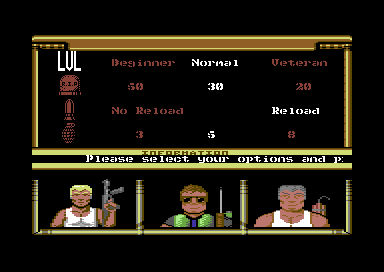 LVL Beginner Normal Veteran
R.I.P
50 30 20
No Reload Reload
3 5 8
INFORMATION
Please select your options and p